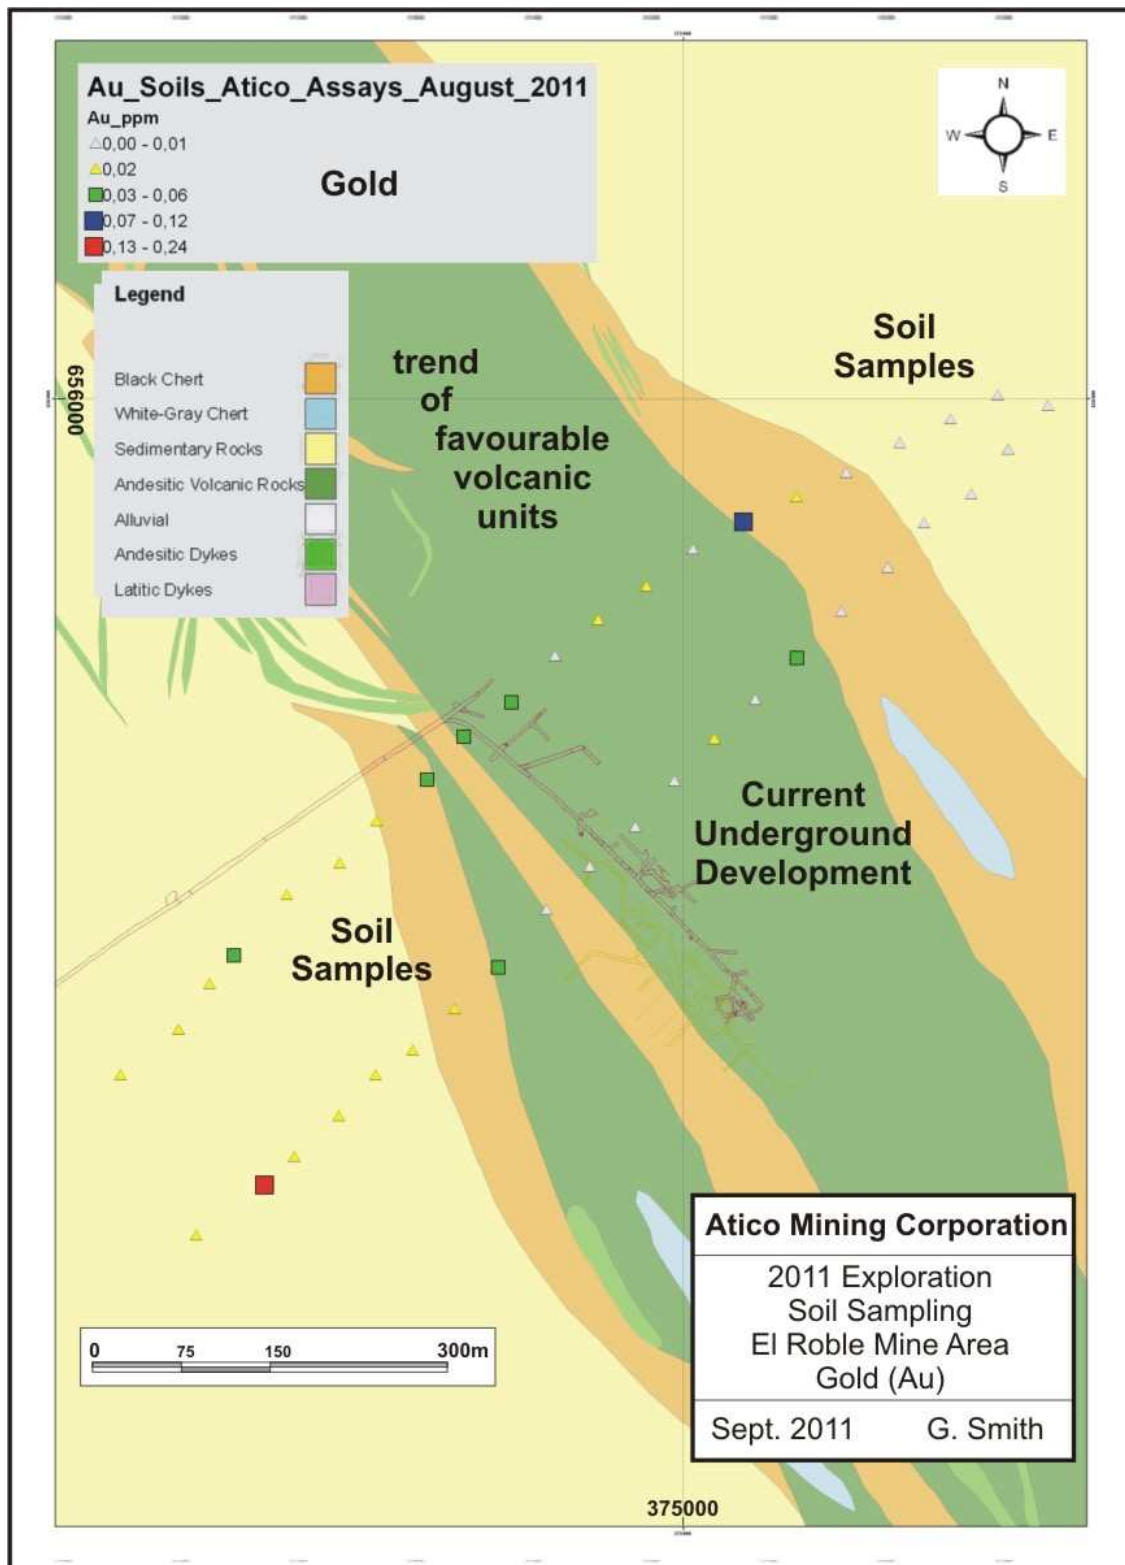 Au_Soils_Atico_Assays_August_2011
Au_ppm
0,00 - 0,01
0,02
0,03 - 0,06
0,07 - 0,12
0,13 - 0,24
Gold
N
W
E
S
Legend
Black Chert
White-Gray Chert
Sedimentary Rocks
Andesitic Volcanic Rocks
Alluvial
Andesitic Dykes
Latitic Dykes
656000
trend
of
favourable
volcanic
units
Soil
Samples
Current
Underground
Development
Soil
Samples
0 75 150 300m
Atico Mining Corporation
2011 Exploration
Soil Sampling
El Roble Mine Area
Gold (Au)
Sept. 2011 G. Smith
375000